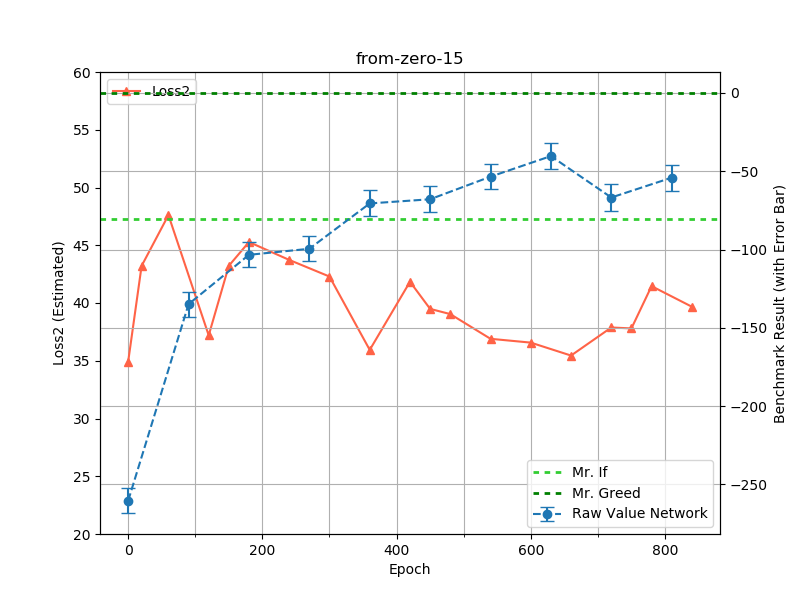 from-zero-15
Loss2
60
55
50
45
40
35
30
25
20
Loss2 (Estimated)
0
−50
−100
−150
−200
−250
Benchmark Result (with Error Bar)
Mr. If
Mr. Greed
Raw Value Network
0
200
400
600
800
Epoch